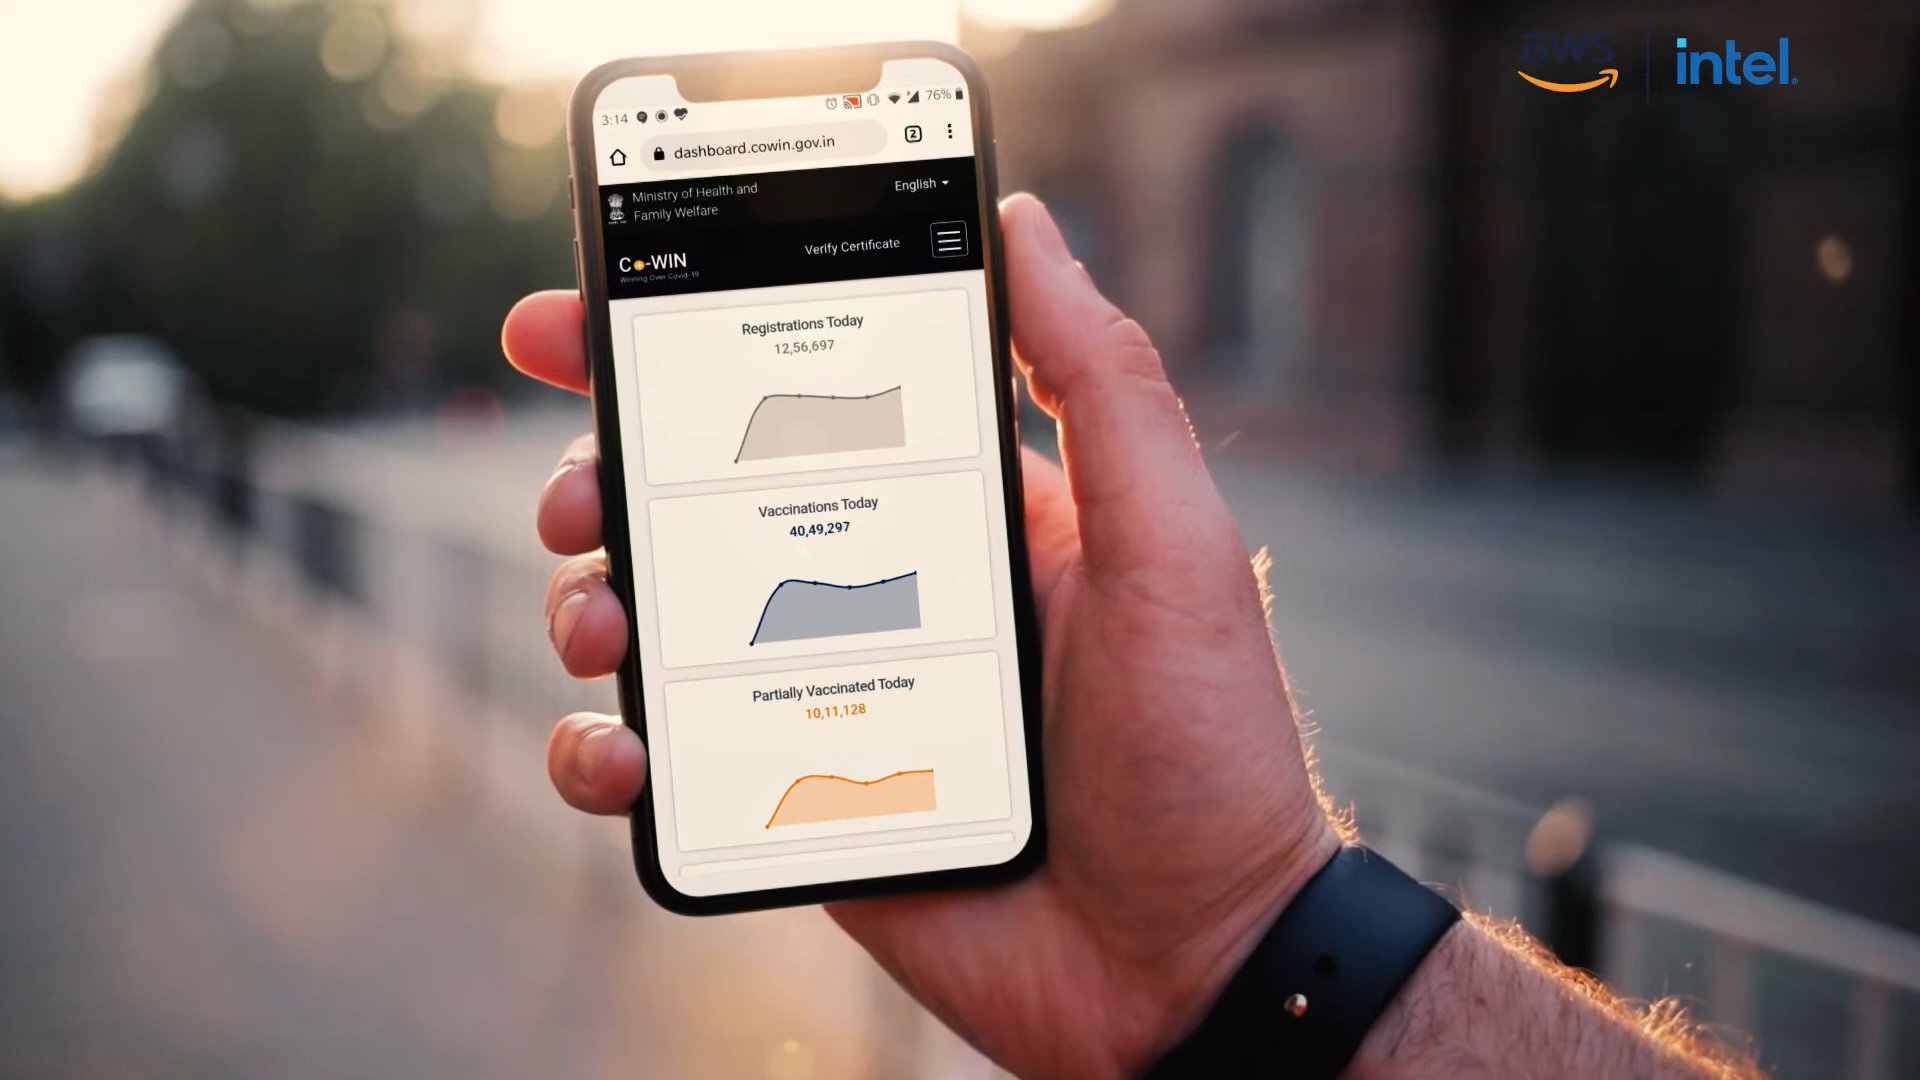 aws
intel.
3:14
76%
dashboard.cowin.gov.in
2
Ministry of Health and
Family Welfare
English
Co-WIN
Winning Over Covid-19
Verify Certificate
Registrations Today
12,56,697
Vaccinations Today
40,49,297
Partially Vaccinated Today
10,11,128